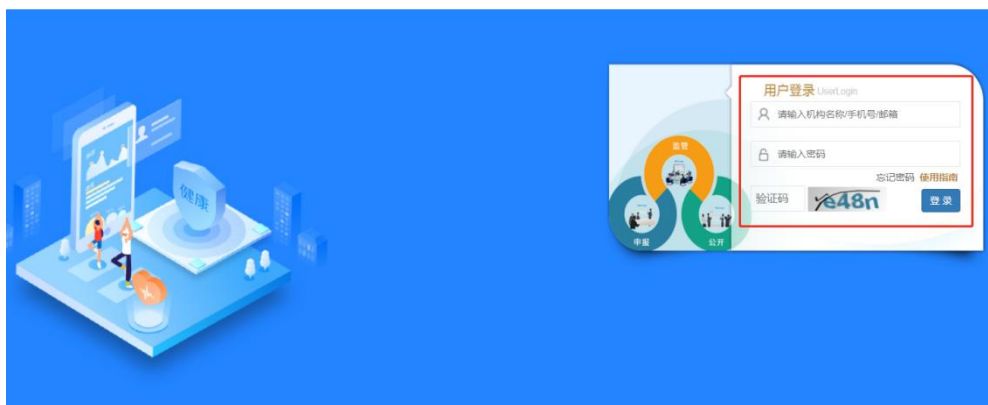 用户登录 UserLogin
请输入机构名称/手机号/邮箱
请输入密码
忘记密码 使用指南
验证码 e48n 登 录
监管
申报 公开
健康